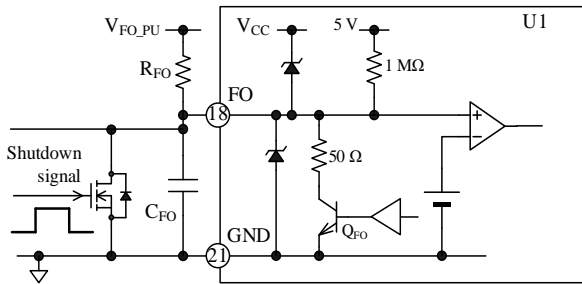 U1
V_FO_PU
V_CC
5 V
R_FO
1 MΩ
FO
18
Shutdown
signal
50 Ω
C_FO
GND
Q_FO
21